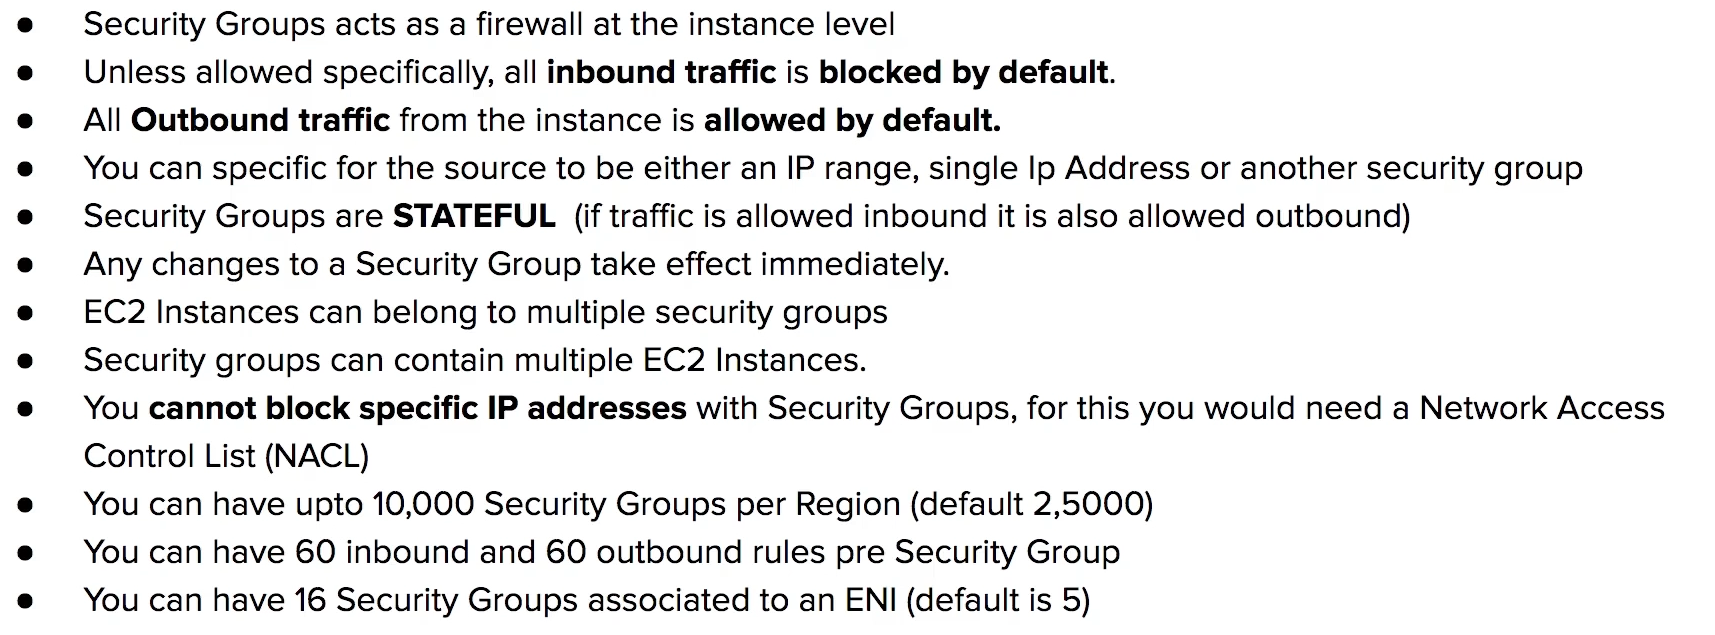 ● Security Groups acts as a firewall at the instance level
● Unless allowed specifically, all inbound traffic is blocked by default.
● All Outbound traffic from the instance is allowed by default.
● You can specific for the source to be either an IP range, single Ip Address or another security group
● Security Groups are STATEFUL (if traffic is allowed inbound it is also allowed outbound)
● Any changes to a Security Group take effect immediately.
● EC2 Instances can belong to multiple security groups
● Security groups can contain multiple EC2 Instances.
● You cannot block specific IP addresses with Security Groups, for this you would need a Network Access
Control List (NACL)
● You can have upto 10,000 Security Groups per Region (default 2,5000)
● You can have 60 inbound and 60 outbound rules pre Security Group
● You can have 16 Security Groups associated to an ENI (default is 5)